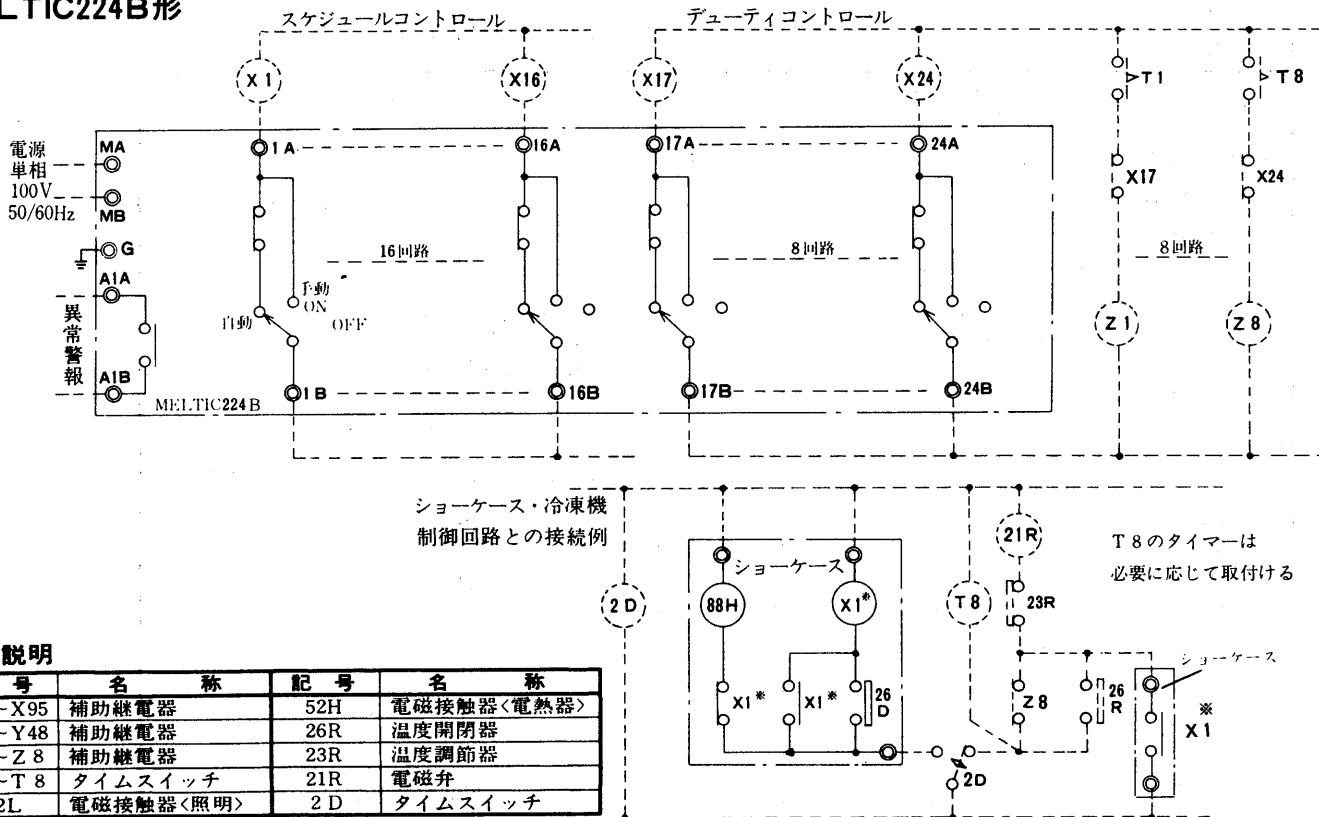 LTIC224B形
スケジュールコントロール
デューティコントロール
X1
X16
X17
X24
T1
T8
電源
単相
100V
50/60Hz
MA
MB
G
A1A
異常警報
A1B
1A
16A
17A
24A
X17
X24
16回路
8回路
8回路
手動
ON
自動
OFF
Z1
Z8
1B
16B
17B
24B
MELTIC224B
ショーケース・冷凍機
制御回路との接続例
ショーケース
2D
88H
X1※
T8
21R
23R
T8のタイマーは
必要に応じて取付ける
X1※
X1※
26D
Z8
26R
ショーケース
※
X1
2D
説明
号 名称 記号 名称
~X95 補助継電器 52H 電磁接触器<電熱器>
~Y48 補助継電器 26R 温度開閉器
~Z8 補助継電器 23R 温度調節器
~T8 タイムスイッチ 21R 電磁弁
2L 電磁接触器<照明> 2D タイムスイッチ